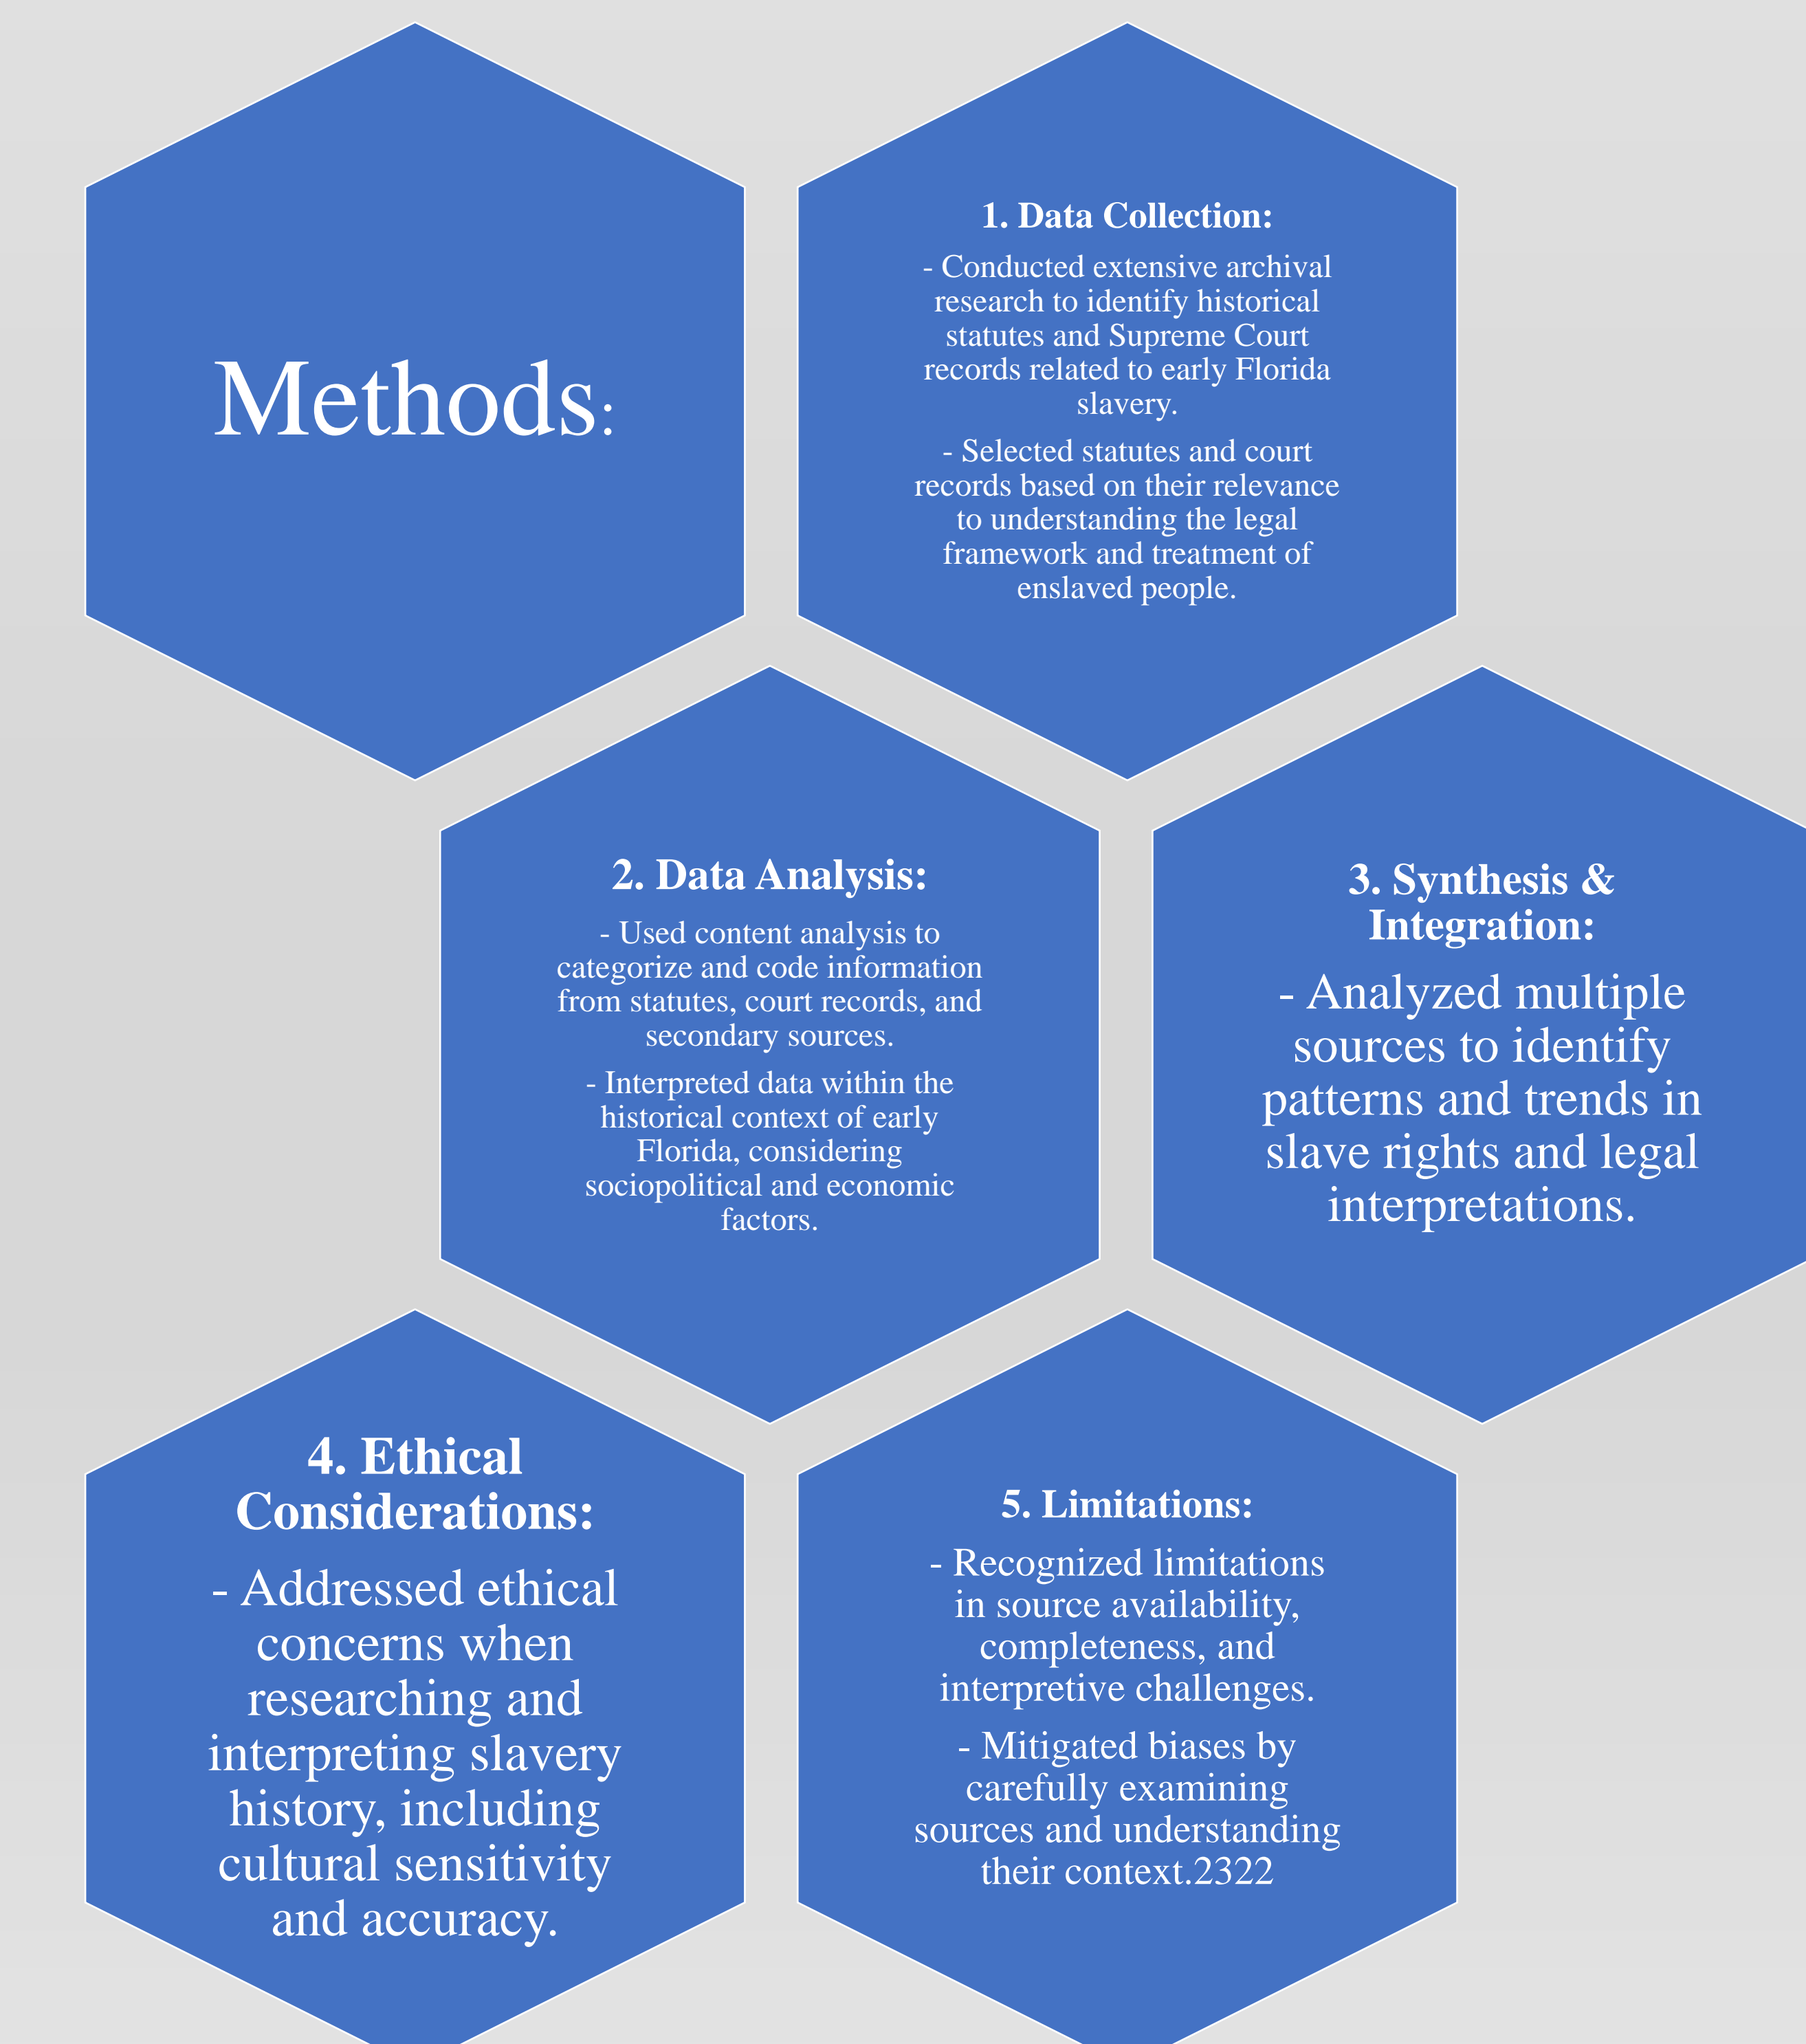 Methods:
1. Data Collection:
- Conducted extensive archival
research to identify historical
statutes and Supreme Court
records related to early Florida
slavery.
- Selected statutes and court
records based on their relevance
to understanding the legal
framework and treatment of
enslaved people.
2. Data Analysis:
- Used content analysis to
categorize and code information
from statutes, court records, and
secondary sources.
- Interpreted data within the
historical context of early
Florida, considering
sociopolitical and economic
factors.
3. Synthesis &
Integration:
- Analyzed multiple
sources to identify
patterns and trends in
slave rights and legal
interpretations.
4. Ethical
Considerations:
- Addressed ethical
concerns when
researching and
interpreting slavery
history, including
cultural sensitivity
and accuracy.
5. Limitations:
- Recognized limitations
in source availability,
completeness, and
interpretive challenges.
- Mitigated biases by
carefully examining
sources and understanding
their context.2322